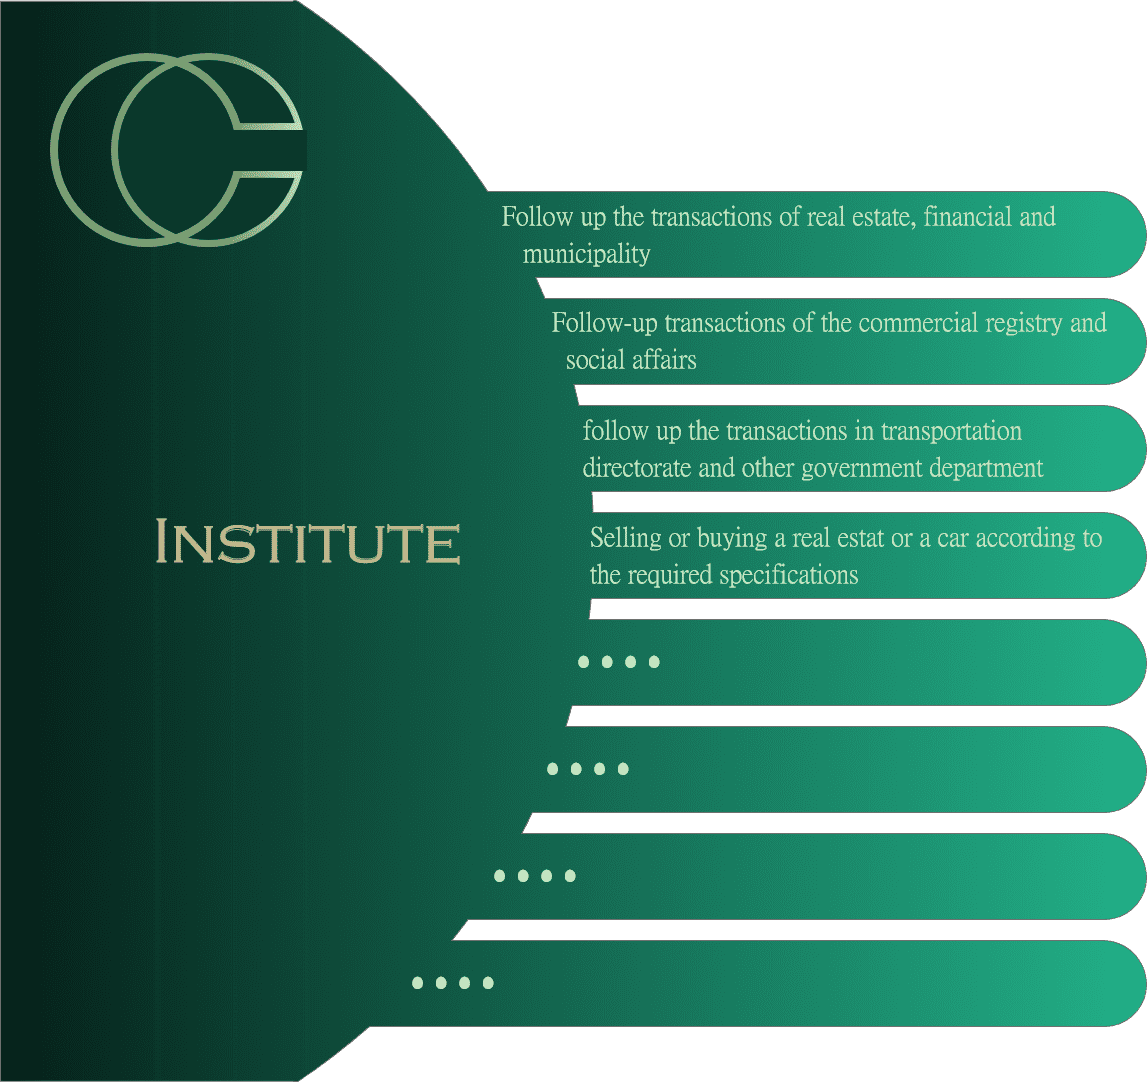 Follow up the transactions of real estate, financial and
municipality
Follow-up transactions of the commercial registry and
social affairs
follow up the transactions in transportation
directorate and other government department
INSTITUTE
Selling or buying a real estat or a car according to
the required specifications
....
....
....
....